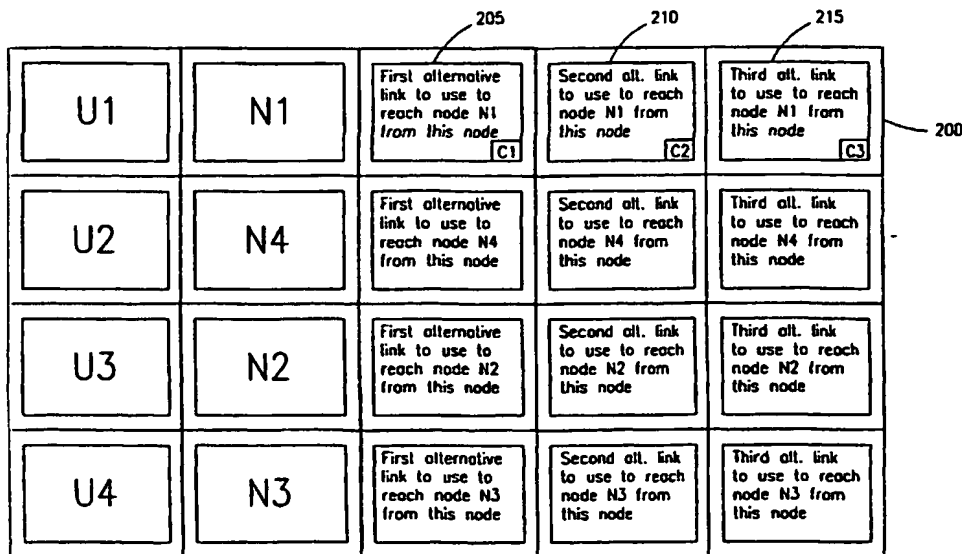 205
210
215
200
U1
N1
First alternative
link to use to
reach node N1
from this node
C1
Second alt. link
to use to reach
node N1 from
this node
C2
Third alt. link
to use to reach
node N1 from
this node
C3
U2
N4
First alternative
link to use to
reach node N4
from this node
Second alt. link
to use to reach
node N4 from
this node
Third alt. link
to use to reach
node N4 from
this node
U3
N2
First alternative
link to use to
reach node N2
from this node
Second alt. link
to use to reach
node N2 from
this node
Third alt. link
to use to reach
node N2 from
this node
U4
N3
First alternative
link to use to
reach node N3
from this node
Second alt. link
to use to reach
node N3 from
this node
Third alt. link
to use to reach
node N3 from
this node